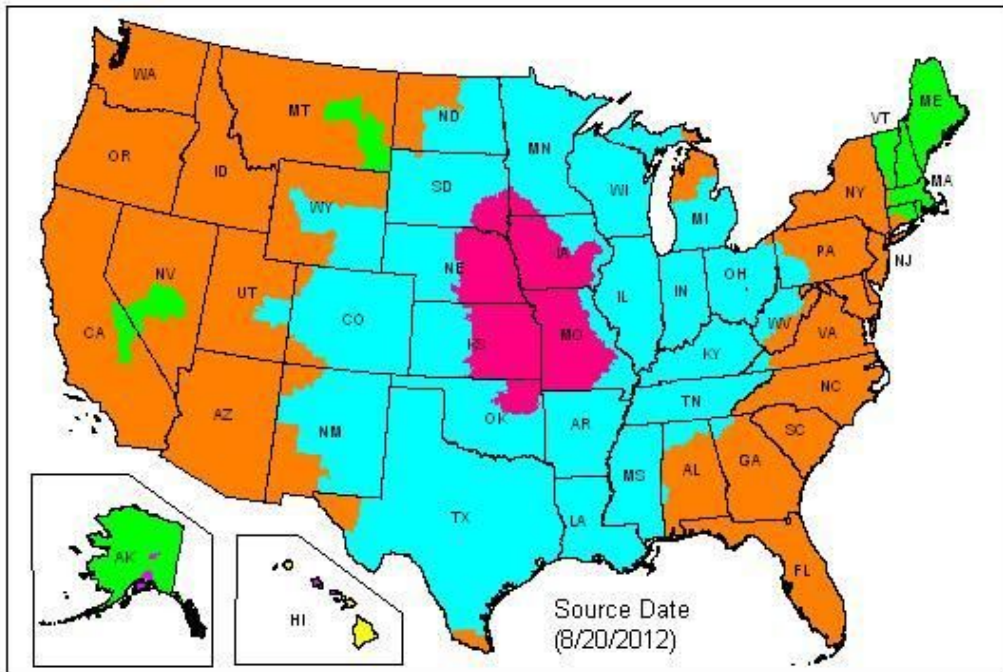 WA
MT
ND
MN
VT
ME
OR
ID
SD
WI
NY
MA
WY
MI
NV
NE
IA
PA
NJ
UT
IL
IN
OH
CA
CO
KS
MO
WV
VA
KY
AZ
NM
OK
AR
TN
NC
SC
MS
AL
GA
TX
LA
AK
FL
HI
Source Date
(8/20/2012)